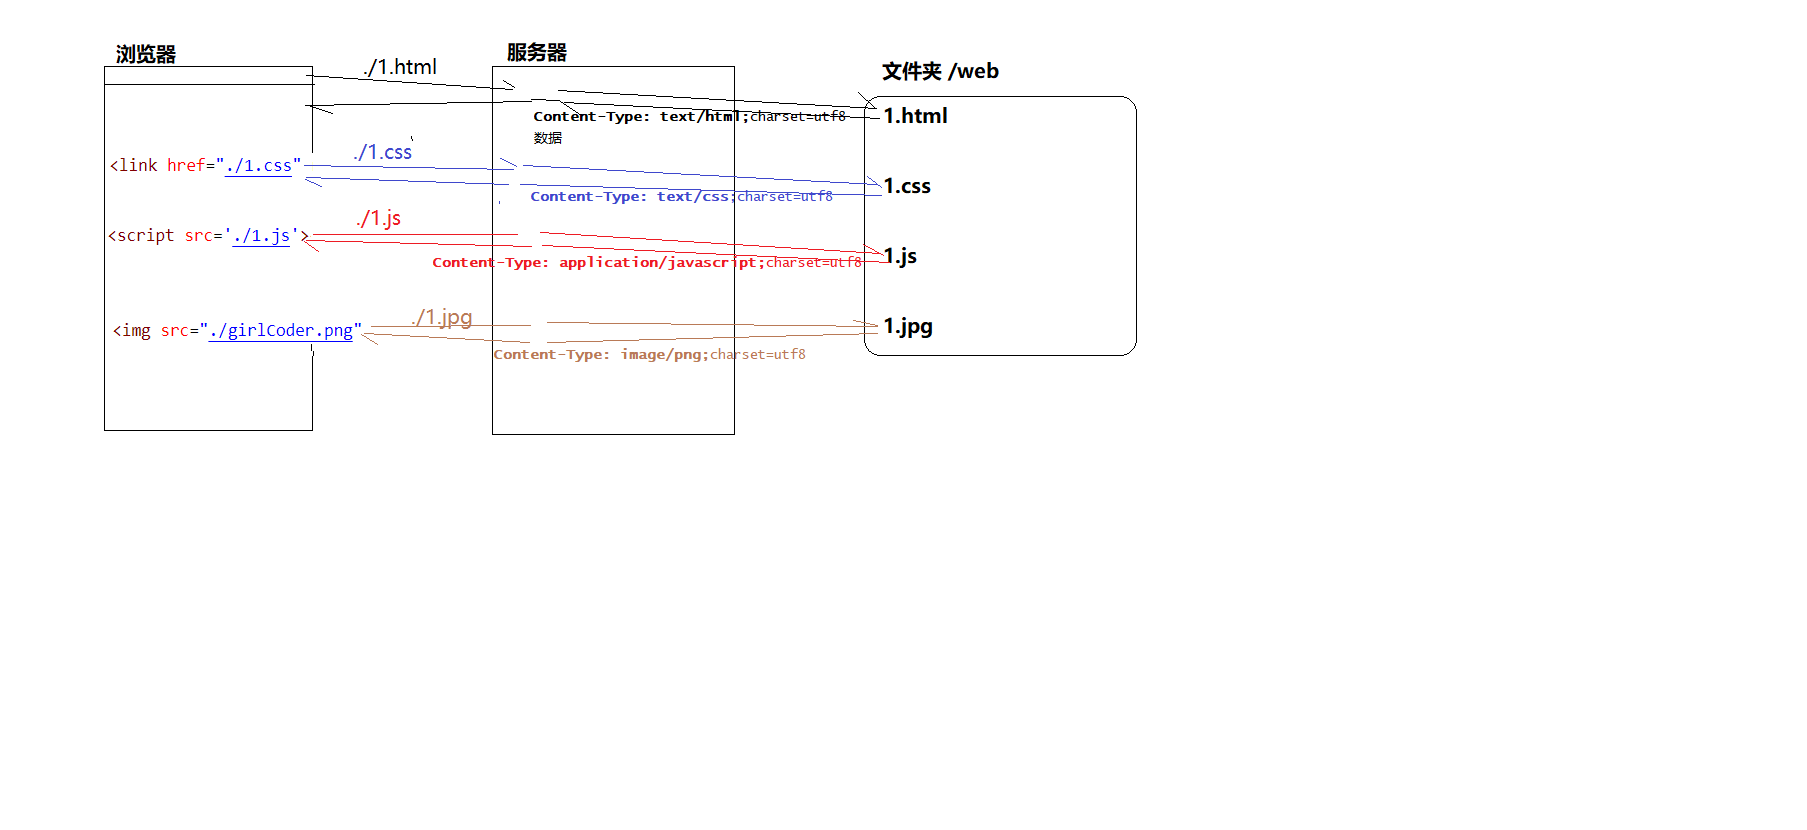 浏览器
服务器
文件夹 /web
./1.html
1.html
Content-Type: text/html;charset=utf8
数据
./1.css
<link href="./1.css"
1.css
Content-Type: text/css;charset=utf8
./1.js
<script src='./1.js'>
1.js
Content-Type: application/javascript;charset=utf8
./1.jpg
<img src="./girlCoder.png"
1.jpg
Content-Type: image/png;charset=utf8